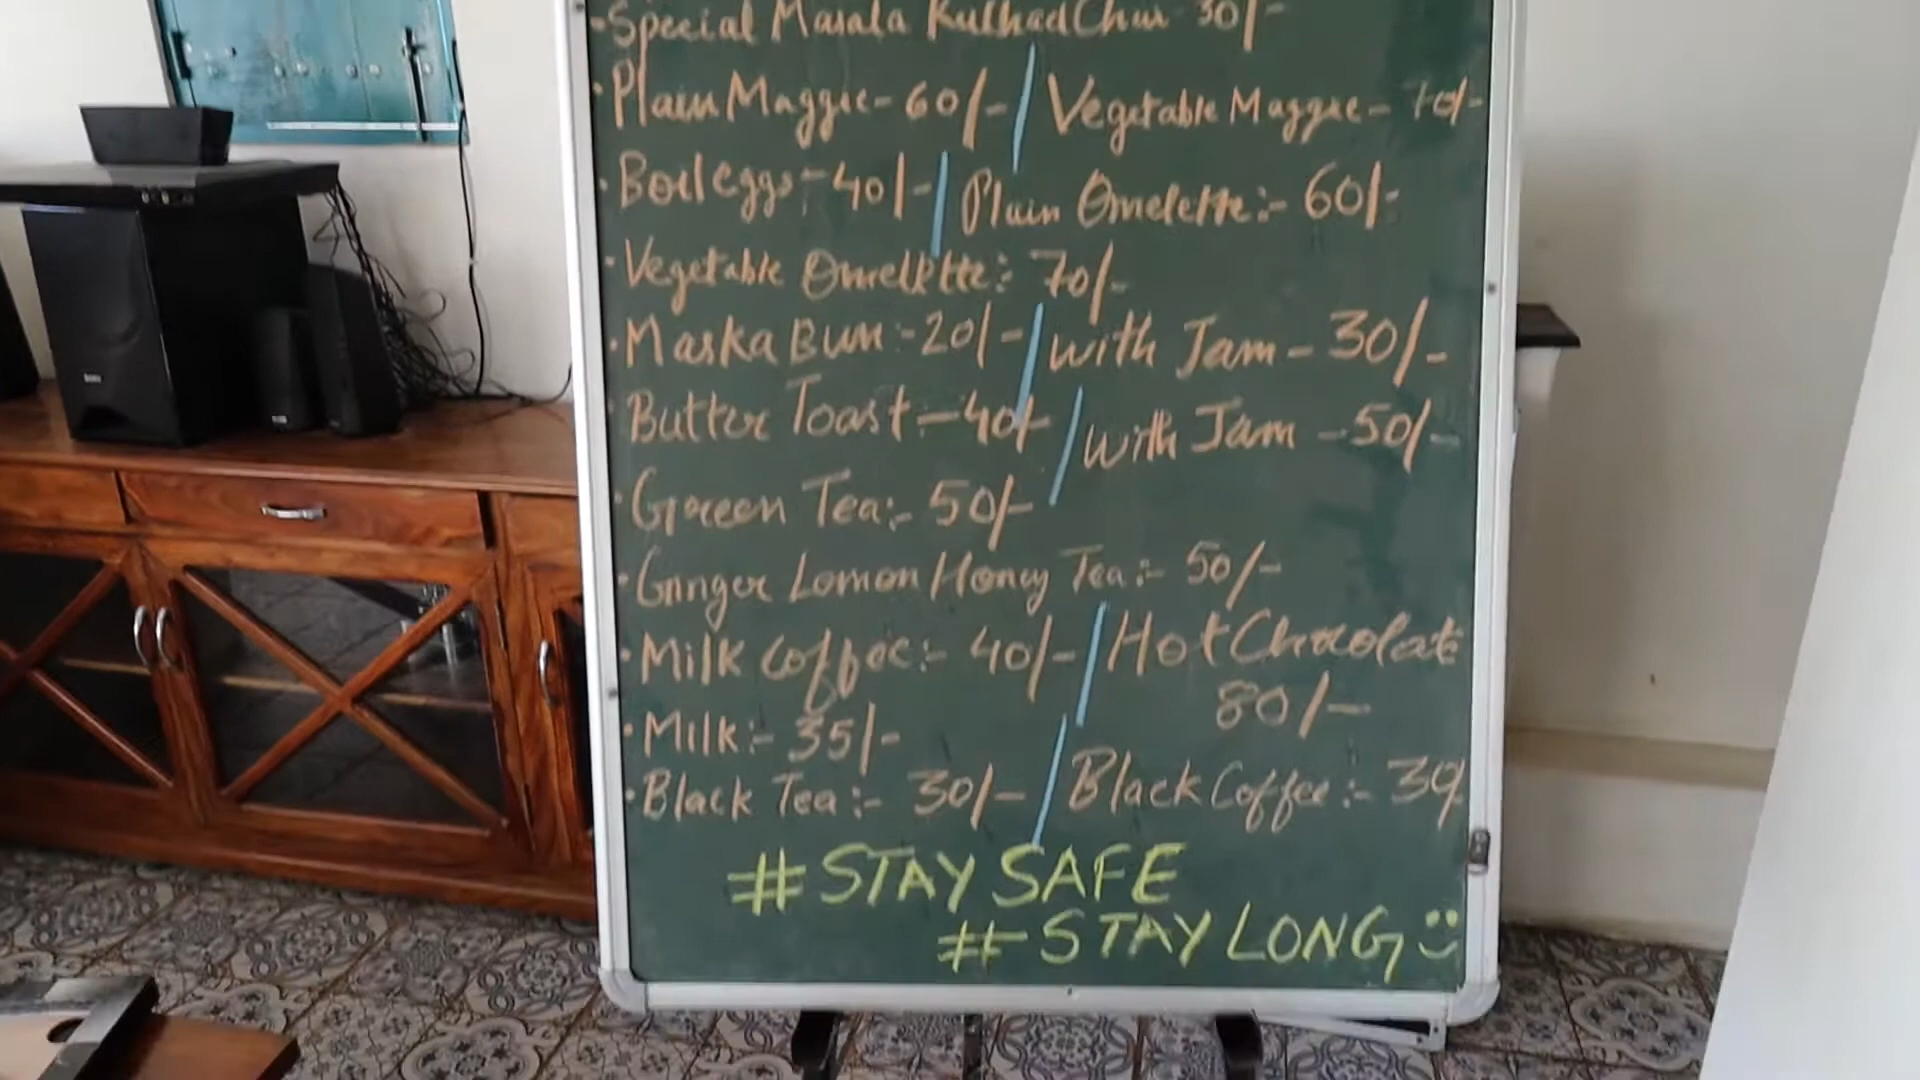 Special Masala Kulhad Chai 30/-
Plain Maggie- 60/- / Vegetable Maggie- 70/-
Boil eggs:- 40/- / Plain Omelette:- 60/-
Vegetable Omelette:- 70/-
Maska Bun:- 20/- / with Jam- 30/-
Butter Toast- 40/- / with Jam- 50/-
Green Tea:- 50/-
Ginger Lemon Honey Tea:- 50/-
Milk Coffee:- 40/- / Hot Chocolate
80/-
Milk:- 35/-
Black Tea:- 30/- / Black Coffee:- 30/
#STAY SAFE
#STAY LONG